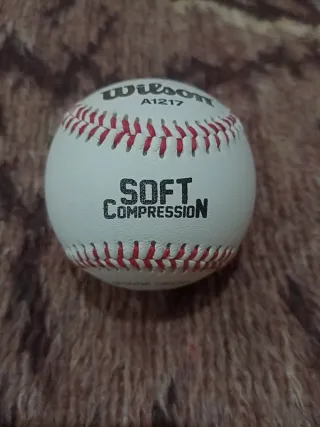 Wilson
A1217
SOFT
COMPRESSION